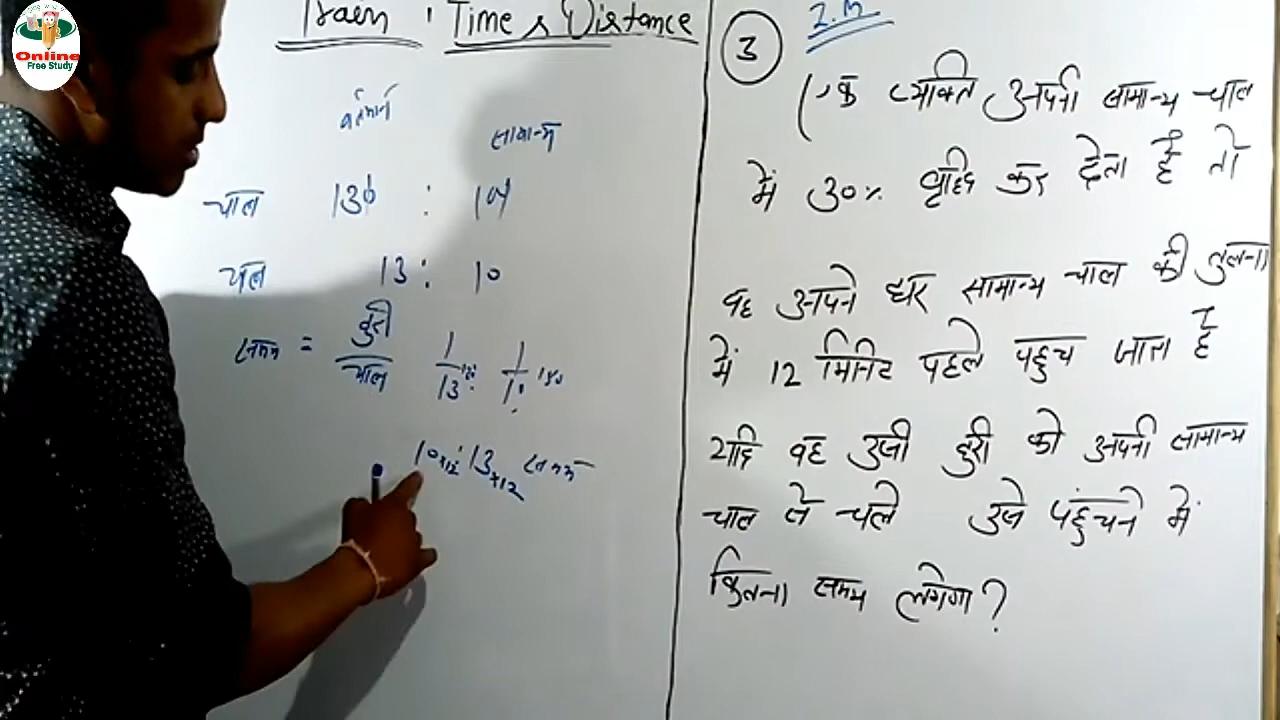 Online
Free Study
Train : Time & Distance
वर्तमान सामान्य
चाल 130 : 100
चाल 13 : 10
समय = दुरी / चाल 1/13 : 1/10
10×12 : 13×12 समय
③
एक व्यक्ति अपनी सामान्य चाल
में 30% वृद्धि कर देता है तो
वह अपने घर सामान्य चाल की तुलना
में 12 मिनिट पहले पहुच जाता है
यदि वह उसी दुरी को अपनी सामान्य
चाल से चले उसे पहुंचने में
कितना समय लगेगा?